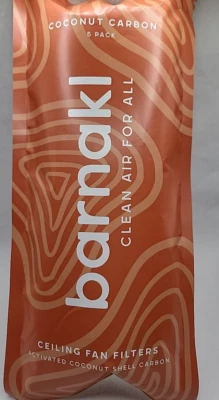 COCONUT CARBON
5 PACK
barnakl
CLEAN AIR FOR ALL
CEILING FAN FILTERS
ACTIVATED COCONUT SHELL CARBON